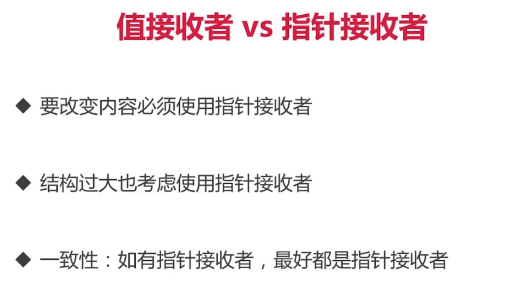 值接收者 vs 指针接收者
◆ 要改变内容必须使用指针接收者
◆ 结构过大也考虑使用指针接收者
◆ 一致性：如有指针接收者，最好都是指针接收者